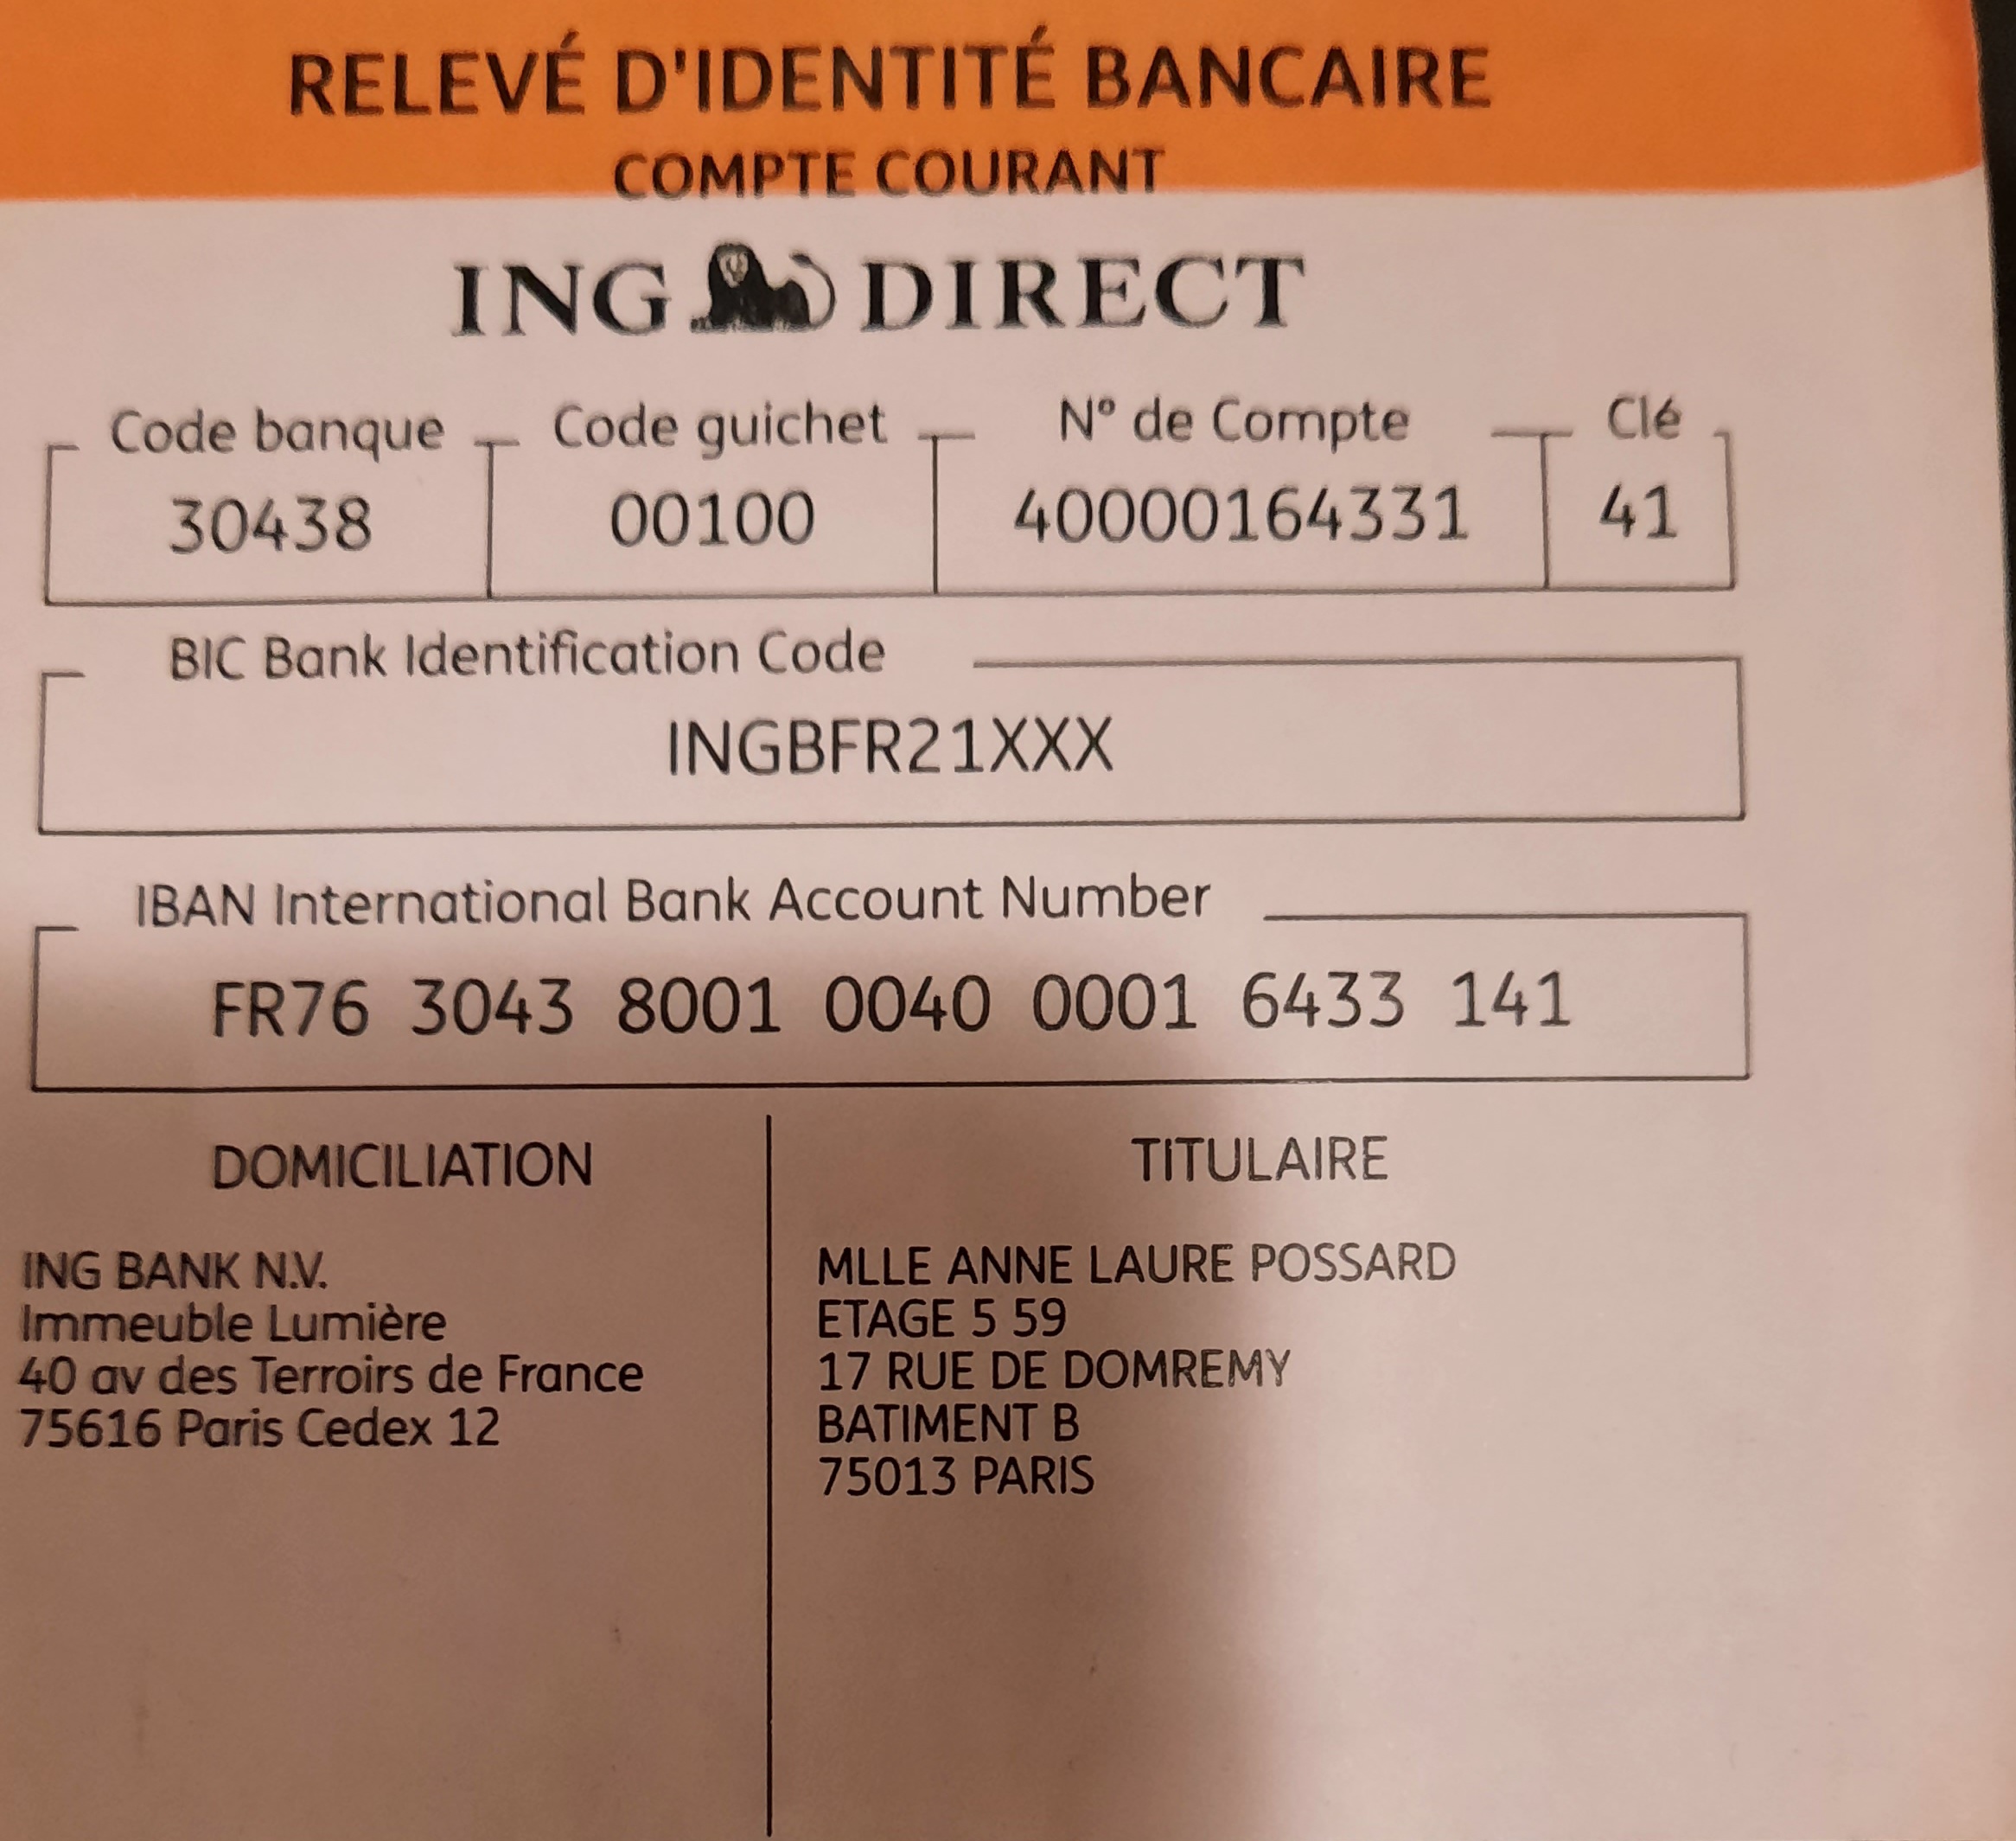 RELEVÉ D'IDENTITÉ BANCAIRE
COMPTE COURANT
ING DIRECT
Code banque Code guichet N° de Compte Clé
30438 00100 40000164331 41
BIC Bank Identification Code
INGBFR21XXX
IBAN International Bank Account Number
FR76 3043 8001 0040 0001 6433 141
DOMICILIATION
ING BANK N.V.
Immeuble Lumière
40 av des Terroirs de France
75616 Paris Cedex 12
TITULAIRE
MLLE ANNE LAURE POSSARD
ETAGE 5 59
17 RUE DE DOMREMY
BATIMENT B
75013 PARIS